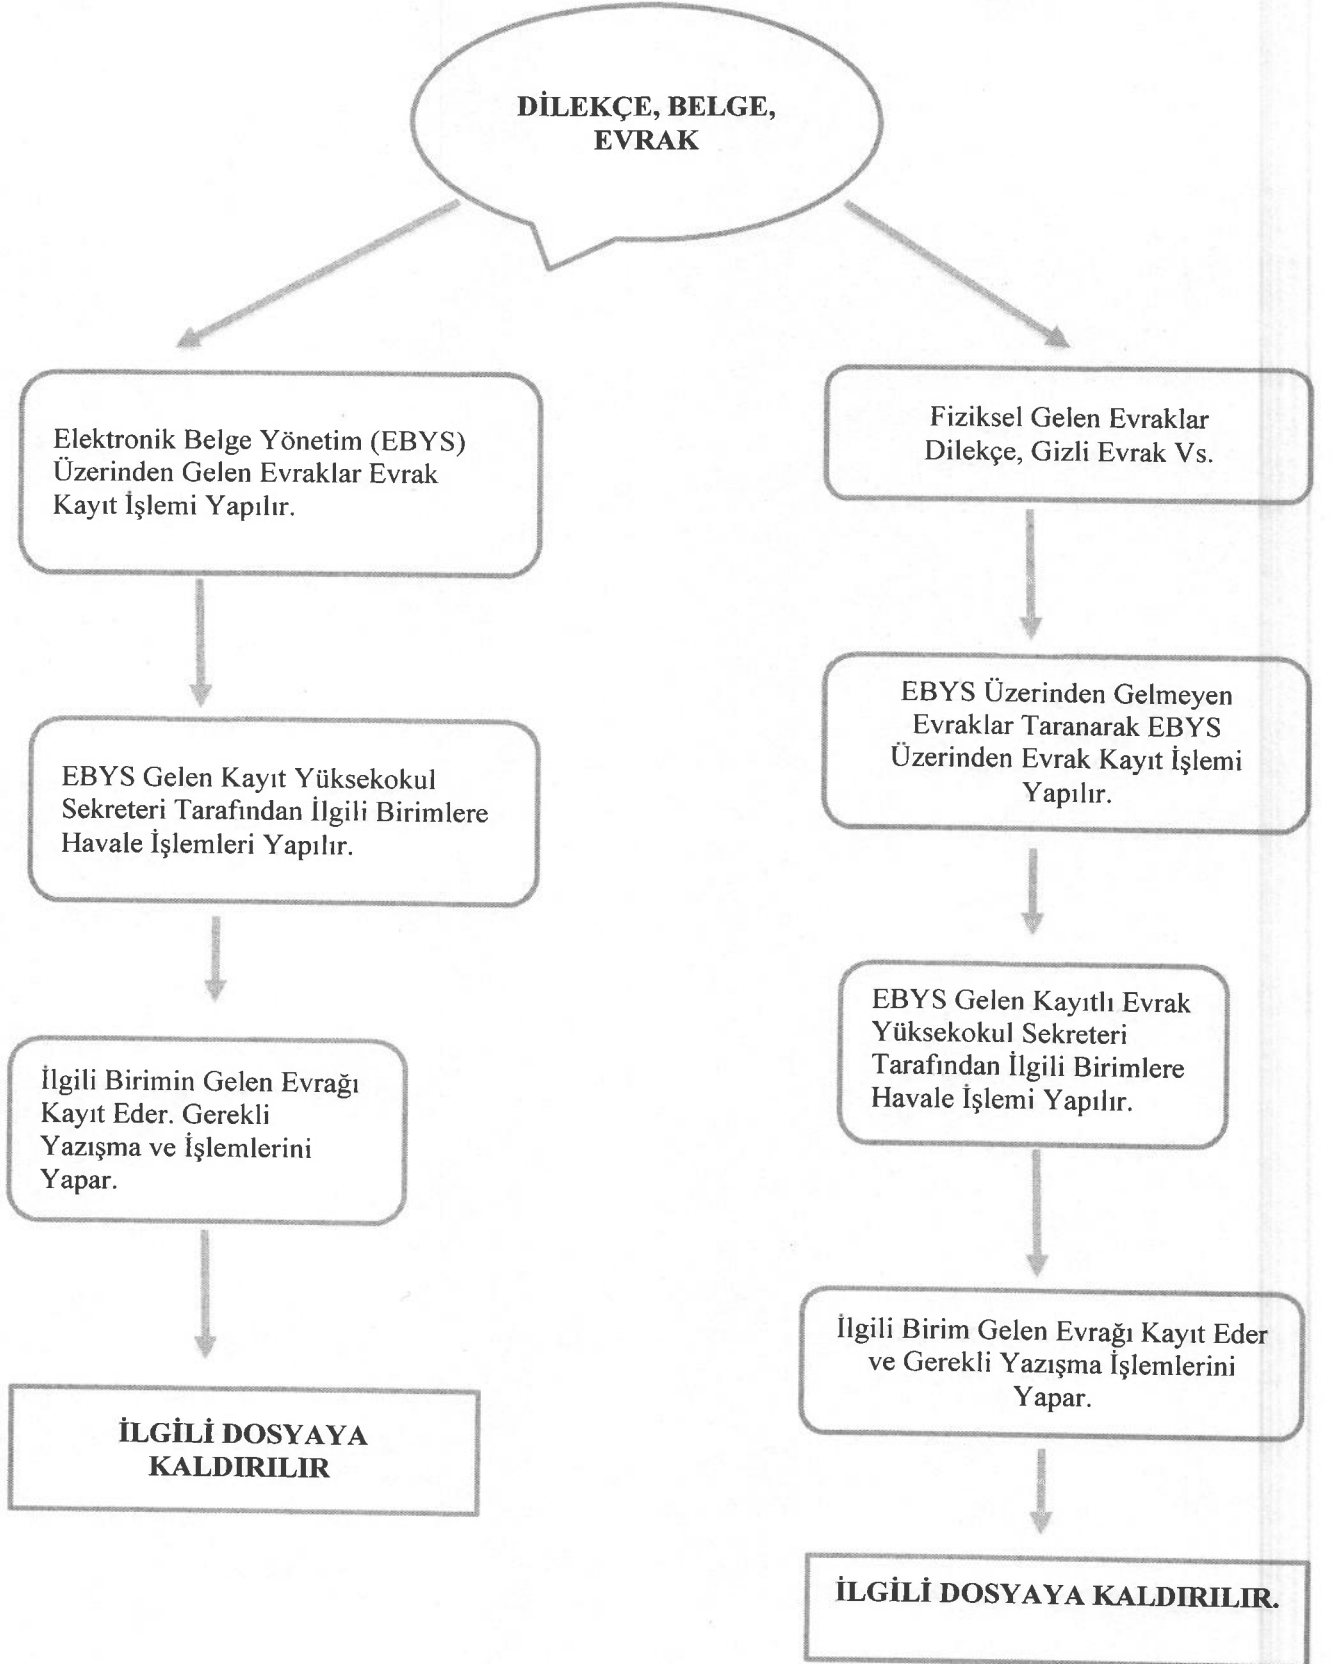 DİLEKÇE, BELGE,
EVRAK
Elektronik Belge Yönetim (EBYS)
Üzerinden Gelen Evraklar Evrak
Kayıt İşlemi Yapılır.
EBYS Gelen Kayıt Yüksekokul
Sekreteri Tarafından İlgili Birimlere
Havale İşlemleri Yapılır.
İlgili Birimin Gelen Evrağı
Kayıt Eder. Gerekli
Yazışma ve İşlemlerini
Yapar.
İLGİLİ DOSYAYA
KALDIRILIR
Fiziksel Gelen Evraklar
Dilekçe, Gizli Evrak Vs.
EBYS Üzerinden Gelmeyen
Evraklar Taranarak EBYS
Üzerinden Evrak Kayıt İşlemi
Yapılır.
EBYS Gelen Kayıtlı Evrak
Yüksekokul Sekreteri
Tarafından İlgili Birimlere
Havale İşlemi Yapılır.
İlgili Birim Gelen Evrağı Kayıt Eder
ve Gerekli Yazışma İşlemlerini
Yapar.
İLGİLİ DOSYAYA KALDIRILIR.